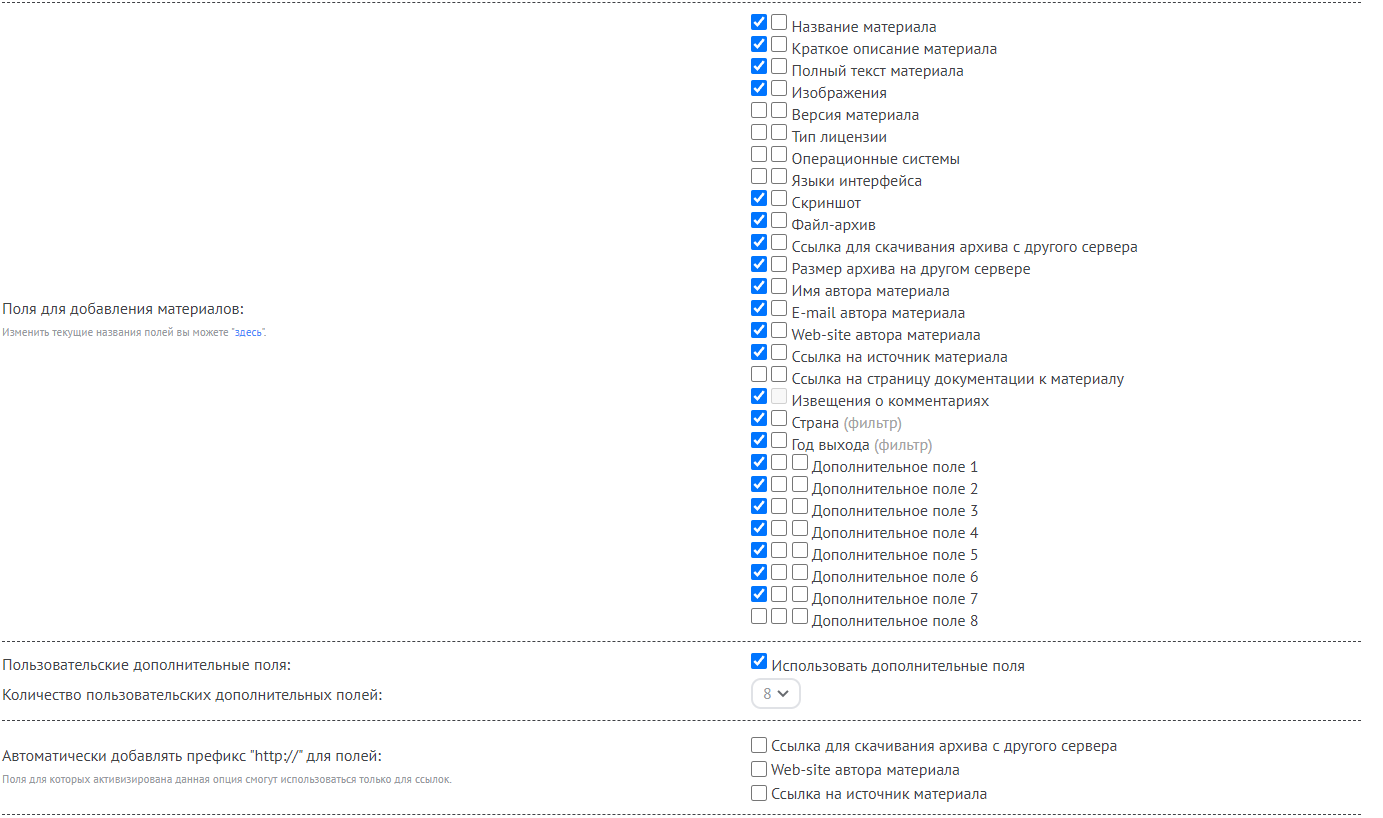 Название материала
Краткое описание материала
Полный текст материала
Изображения
Версия материала
Тип лицензии
Операционные системы
Языки интерфейса
Скриншот
Файл-архив
Ссылка для скачивания архива с другого сервера
Размер архива на другом сервере
Имя автора материала
Поля для добавления материалов:
E-mail автора материала
Изменить текущие названия полей вы можете "здесь".
Web-site автора материала
Ссылка на источник материала
Ссылка на страницу документации к материалу
Извещения о комментариях
Страна (фильтр)
Год выхода (фильтр)
Дополнительное поле 1
Дополнительное поле 2
Дополнительное поле 3
Дополнительное поле 4
Дополнительное поле 5
Дополнительное поле 6
Дополнительное поле 7
Дополнительное поле 8
Пользовательские дополнительные поля:
Использовать дополнительные поля
Количество пользовательских дополнительных полей:
8
Автоматически добавлять префикс "http://" для полей:
Поля для которых активизирована данная опция смогут использоваться только для ссылок.
Ссылка для скачивания архива с другого сервера
Web-site автора материала
Ссылка на источник материала